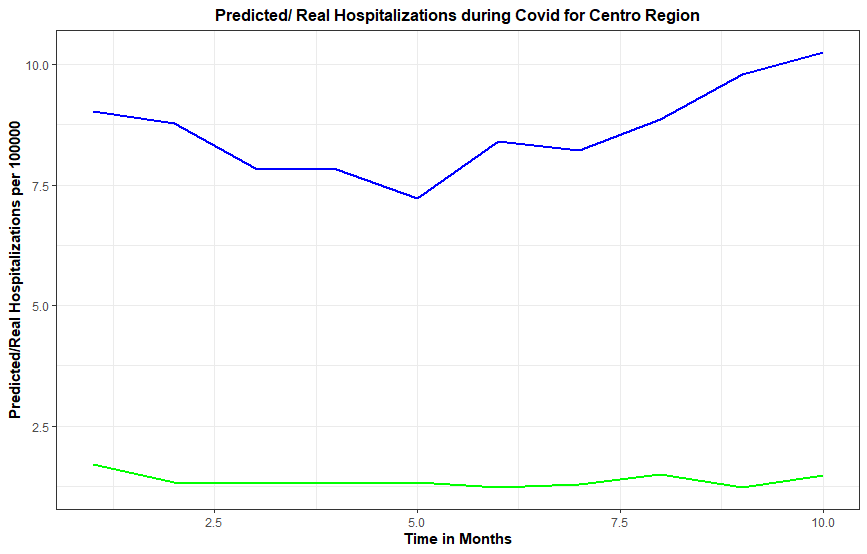 Predicted/ Real Hospitalizations during Covid for Centro Region
Predicted/Real Hospitalizations per 100000
10.0
7.5
5.0
2.5
2.5 5.0 7.5 10.0
Time in Months